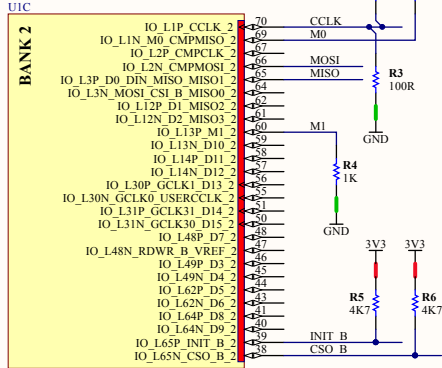 U1C
BANK 2
IO_L1P_CCLK_2 70 CCLK
IO_L1N_M0_CMPMISO_2 69 M0
IO_L2P_CMPCLK_2 67
IO_L2N_CMPMOSI_2 66 MOSI
IO_L3P_D0_DIN_MISO_MISO1_2 65 MISO
IO_L3N_MOSI_CSI_B_MISO0_2 64
IO_L12P_D1_MISO2_2 62
IO_L12N_D2_MISO3_2 61
IO_L13P_M1_2 60 M1
IO_L13N_D10_2 59
IO_L14P_D11_2 58
IO_L14N_D12_2 57
IO_L30P_GCLK1_D13_2 56
IO_L30N_GCLK0_USERCCLK_2 55
IO_L31P_GCLK31_D14_2 51
IO_L31N_GCLK30_D15_2 50
IO_L48P_D7_2 48
IO_L48N_RDWR_B_VREF_2 47
IO_L49P_D3_2 46
IO_L49N_D4_2 45
IO_L62P_D5_2 44
IO_L62N_D6_2 43
IO_L64P_D8_2 41
IO_L64N_D9_2 40
IO_L65P_INIT_B_2 39 INIT_B
IO_L65N_CSO_B_2 38 CSO_B
R3
100R
GND
R4
1K
GND
3V3 3V3
R5 R6
4K7 4K7